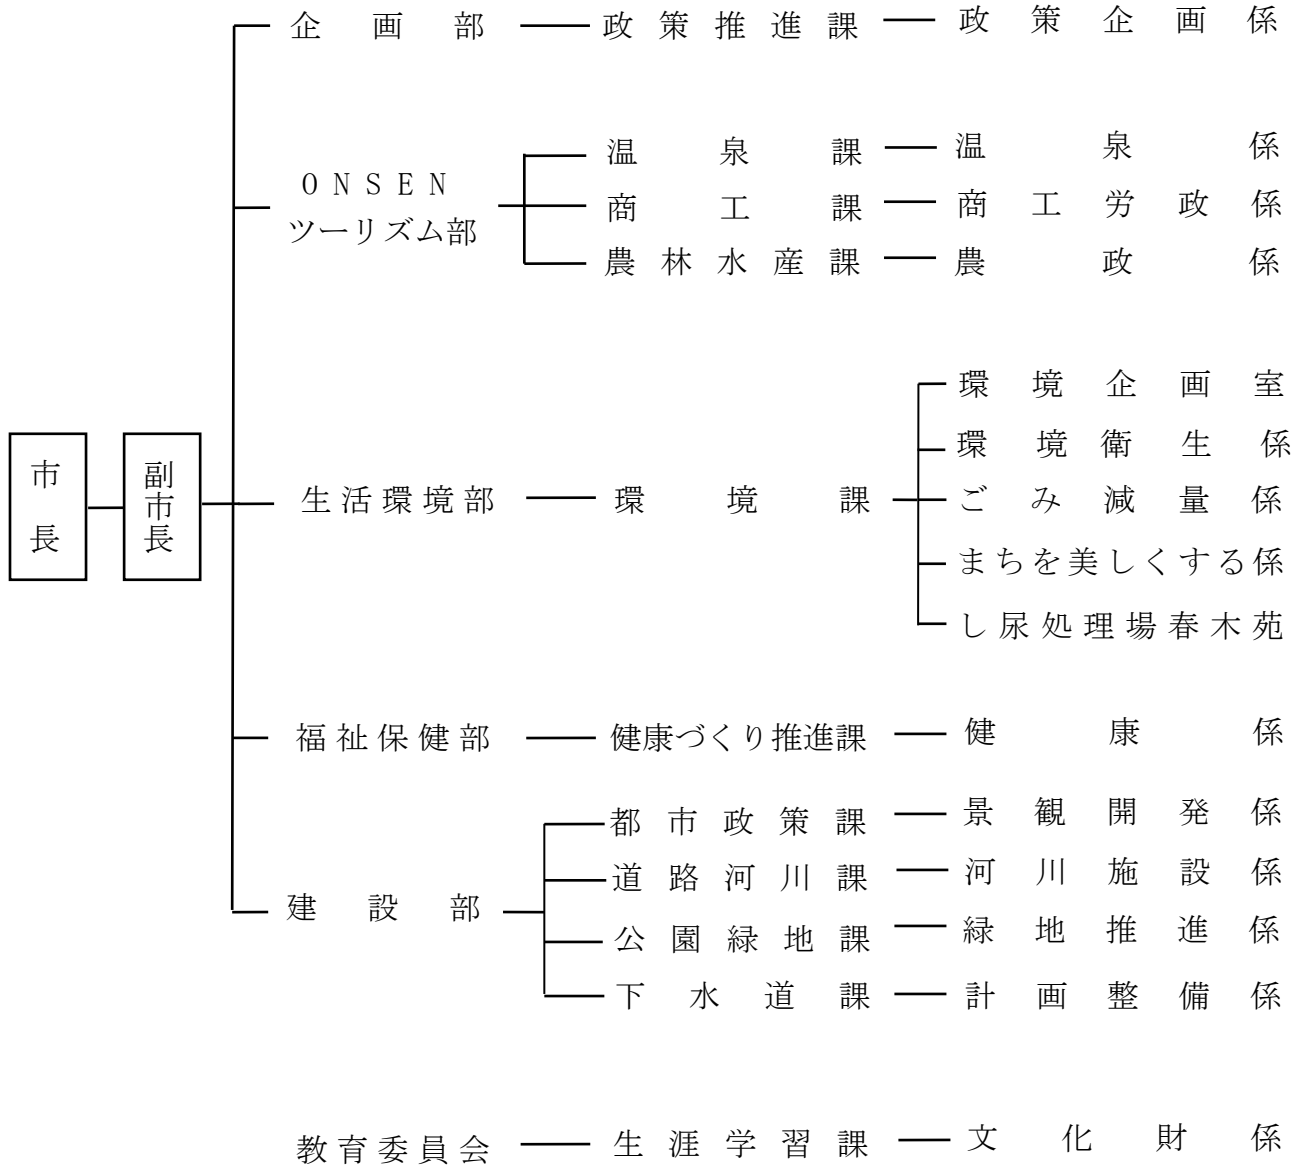 企画部 政策推進課 政策企画係
温泉課 温泉係
ONSEN
ツーリズム部
商工課 商工労政係
農林水産課 農政係
環境企画室
環境衛生係
市長 副市長 生活環境部 環境課 ごみ減量係
まちを美しくする係
し尿処理場春木苑
福祉保健部 健康づくり推進課 健康係
都市政策課 景観開発係
道路河川課 河川施設係
建設部
公園緑地課 緑地推進係
下水道課 計画整備係
教育委員会 生涯学習課 文化財係